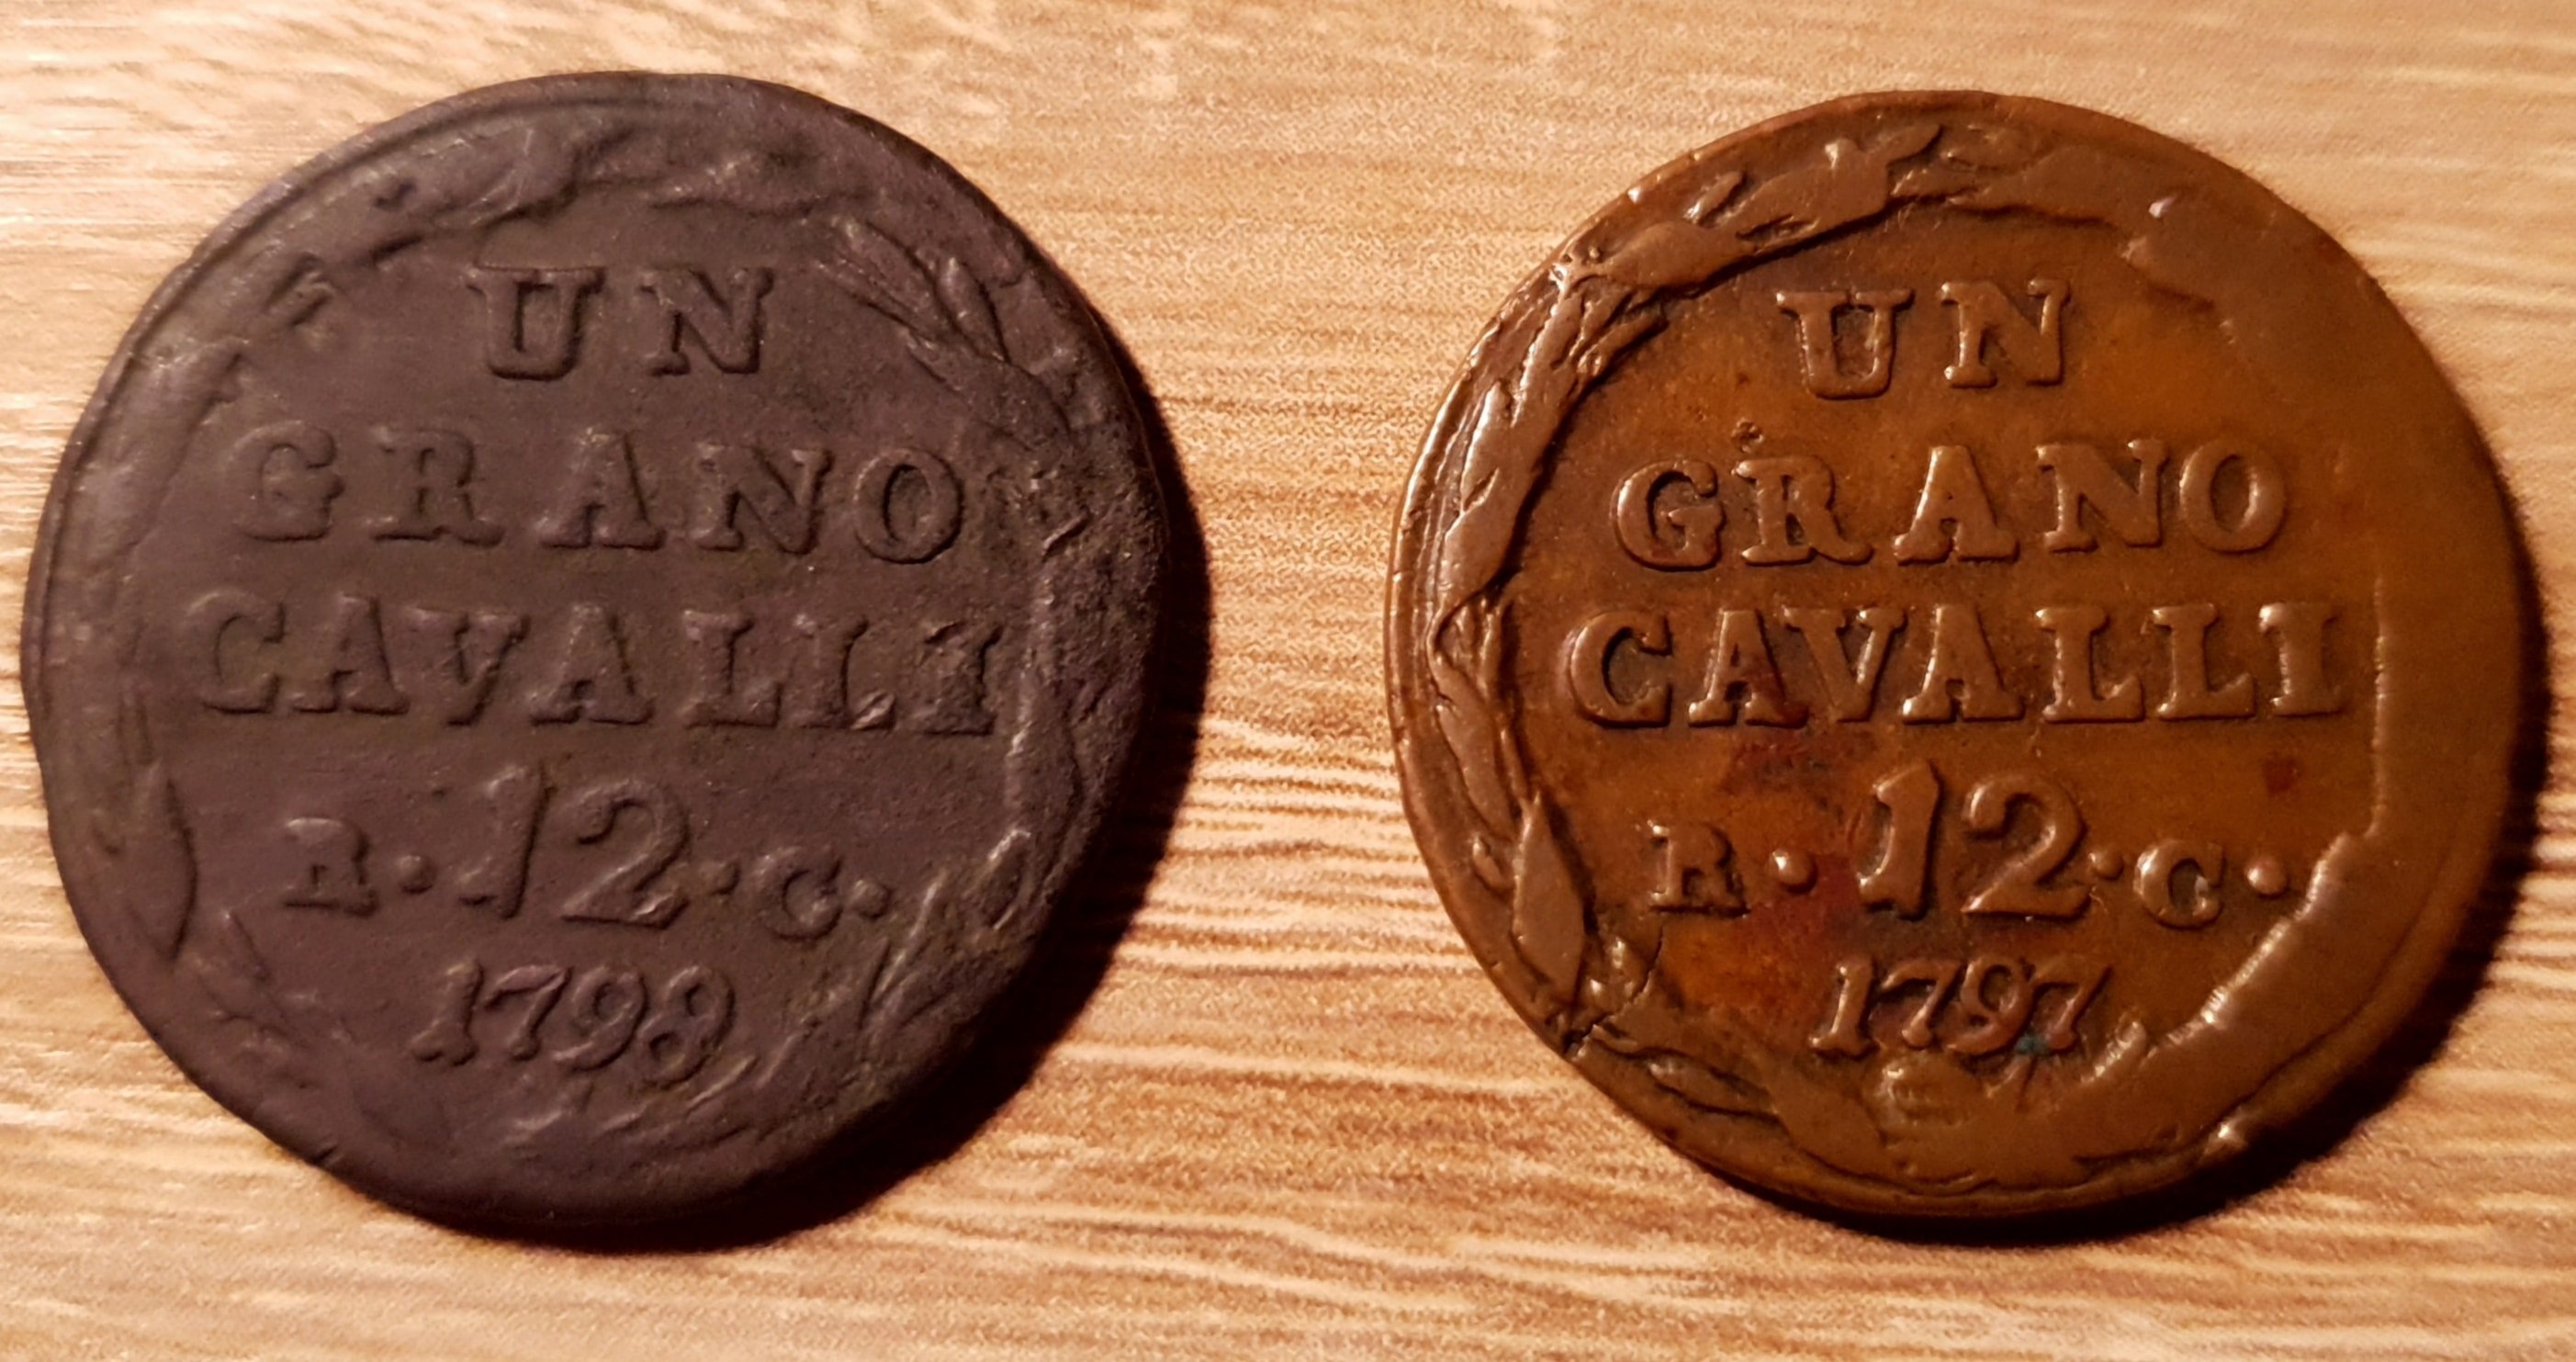 UN
GRANO
CAVALLI
R·12·C·
1798
UN
GRANO
CAVALLI
R·12·C·
1797